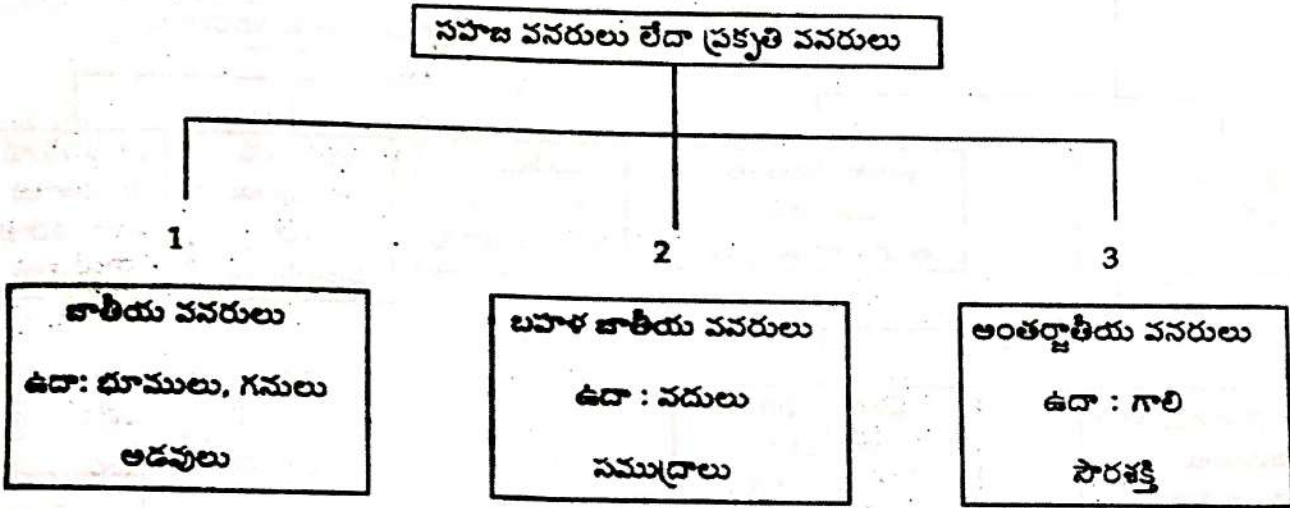 సహజ వనరులు లేదా ప్రకృతి వనరులు
1
2
3
జాతీయ వనరులు
ఉదా: భూములు, గనులు
అడవులు
బహళ జాతీయ వనరులు
ఉదా : నదులు
సముద్రాలు
అంతర్జాతీయ వనరులు
ఉదా : గాలి
సౌరశక్తి